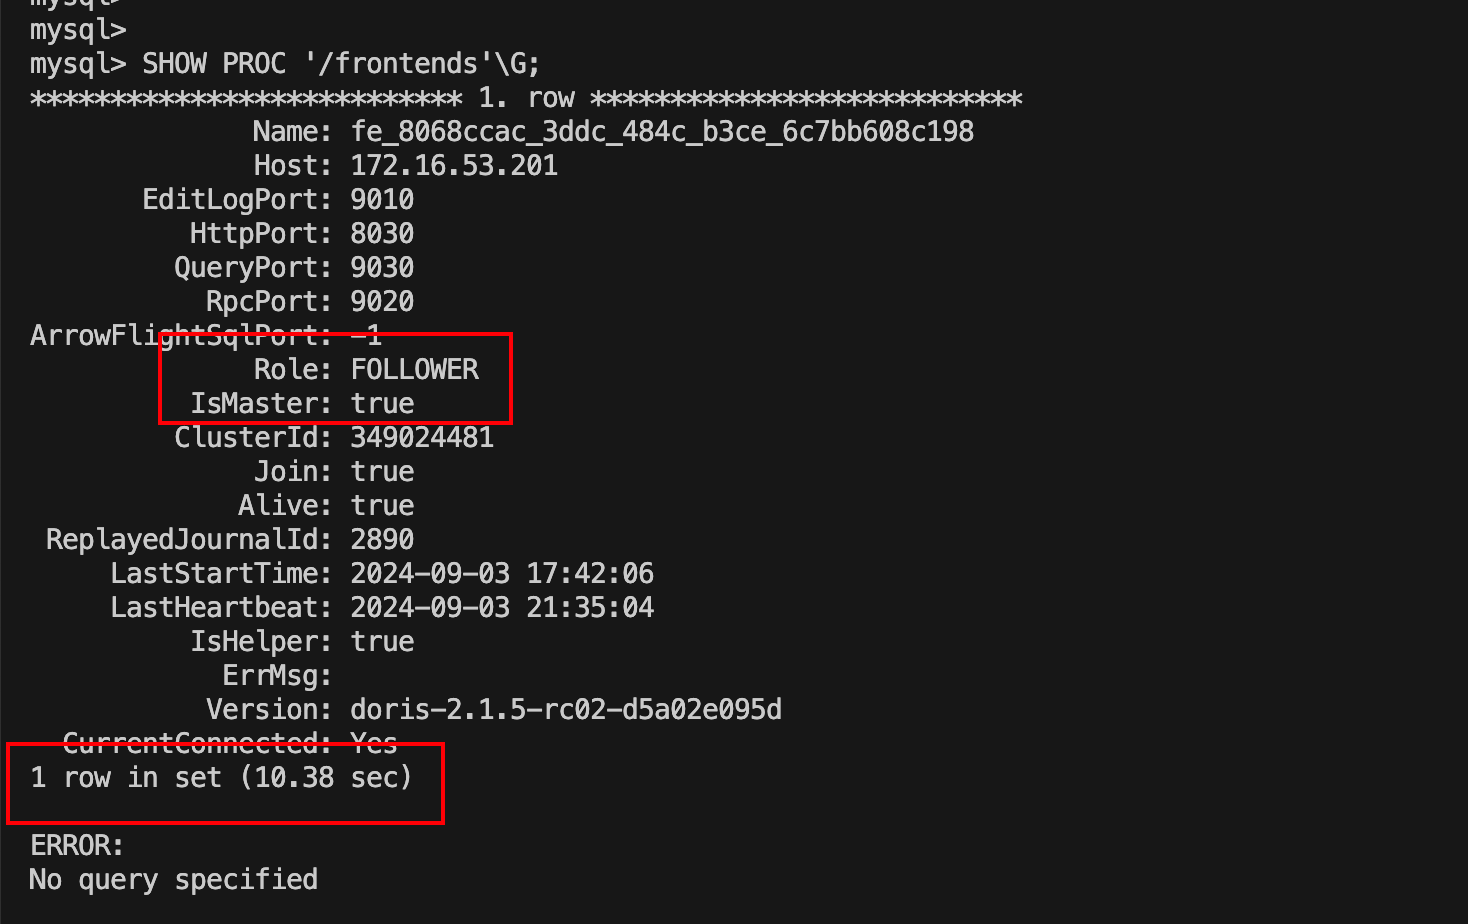 mysql>
mysql>
mysql> SHOW PROC '/frontends'\G;
*************************** 1. row ***************************
Name: fe_8068ccac_3ddc_484c_b3ce_6c7bb608c198
Host: 172.16.53.201
EditLogPort: 9010
HttpPort: 8030
QueryPort: 9030
RpcPort: 9020
ArrowFlightSqlPort: -1
Role: FOLLOWER
IsMaster: true
ClusterId: 349024481
Join: true
Alive: true
ReplayedJournalId: 2890
LastStartTime: 2024-09-03 17:42:06
LastHeartbeat: 2024-09-03 21:35:04
IsHelper: true
ErrMsg:
Version: doris-2.1.5-rc02-d5a02e095d
CurrentConnected: Yes
1 row in set (10.38 sec)
ERROR:
No query specified